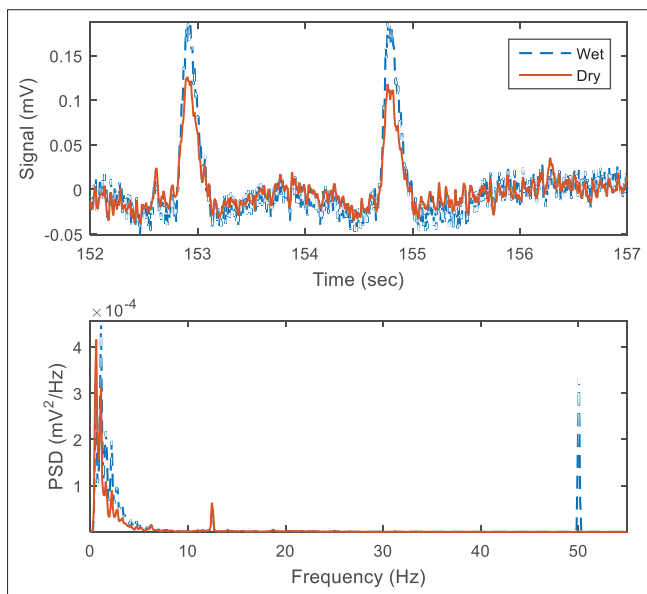 Signal (mV)
0.15
0.1
0.05
0
-0.05
Wet
Dry
152 153 154 155 156 157
Time (sec)
×10-4
PSD (mV2/Hz)
4
3
2
1
0 10 20 30 40 50
Frequency (Hz)